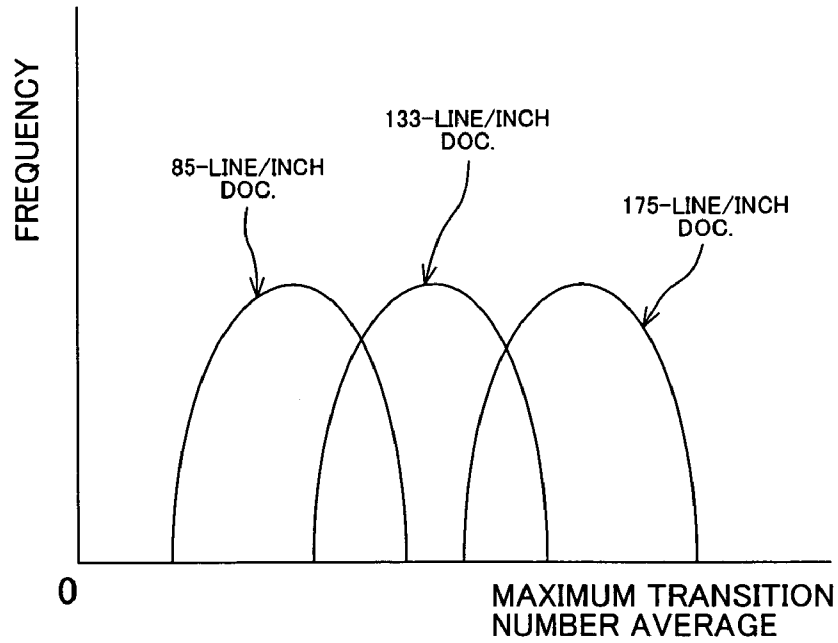 FREQUENCY
85-LINE/INCH
DOC.
133-LINE/INCH
DOC.
175-LINE/INCH
DOC.
0
MAXIMUM TRANSITION
NUMBER AVERAGE